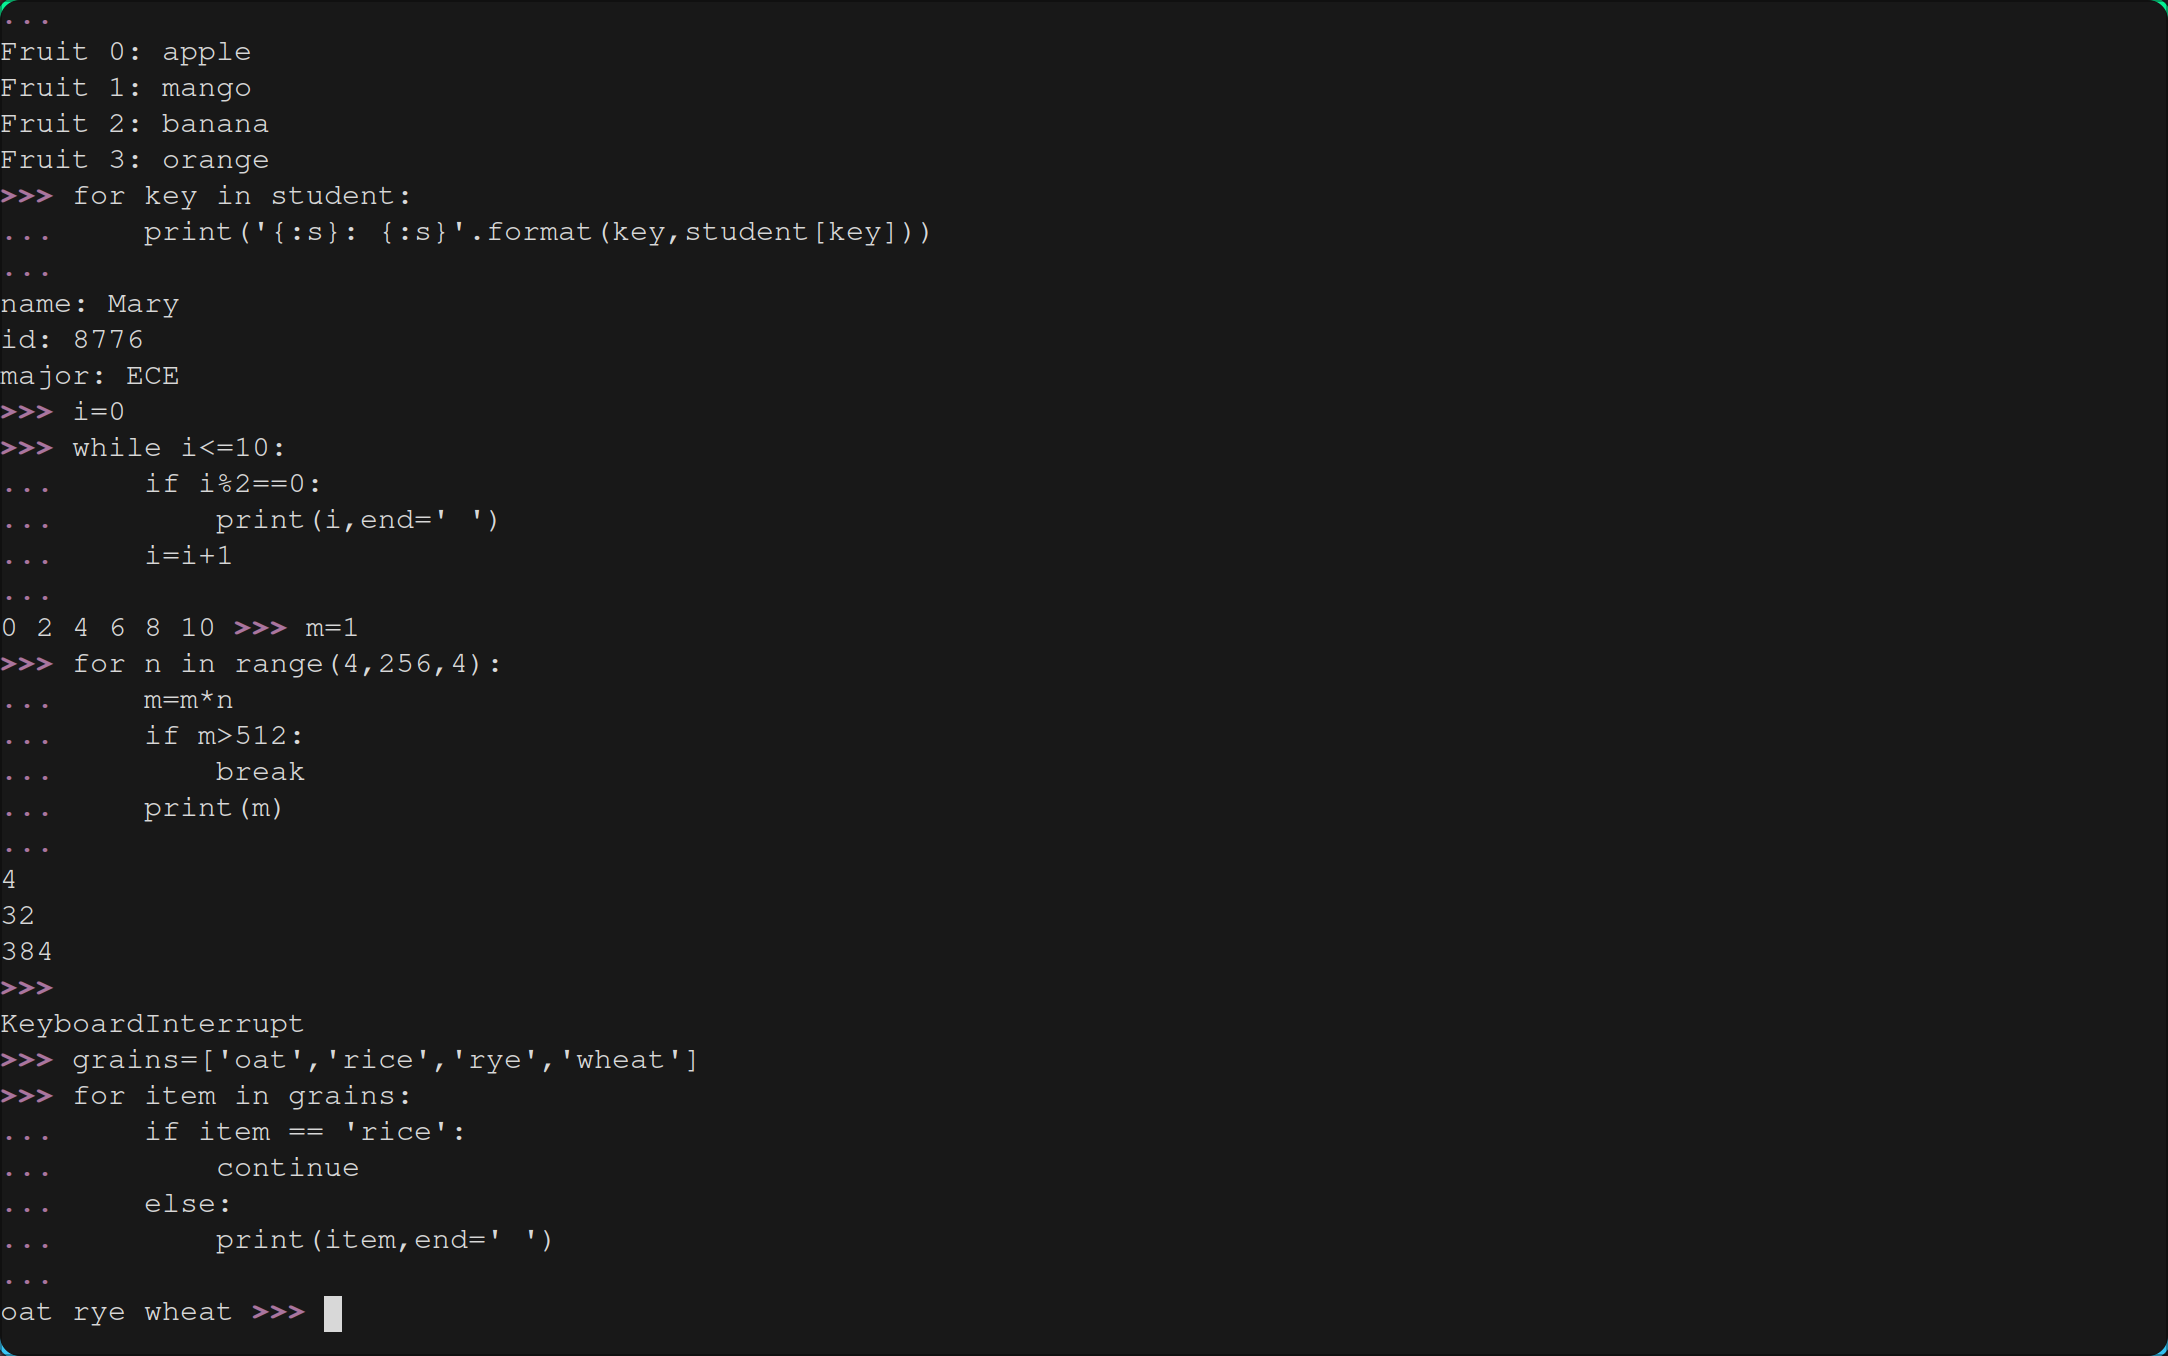 ...
Fruit 0: apple
Fruit 1: mango
Fruit 2: banana
Fruit 3: orange
>>> for key in student:
...     print('{:s}: {:s}'.format(key,student[key]))
...
name: Mary
id: 8776
major: ECE
>>> i=0
>>> while i<=10:
...     if i%2==0:
...         print(i,end=' ')
...     i=i+1
...
0 2 4 6 8 10 >>> m=1
>>> for n in range(4,256,4):
...     m=m*n
...     if m>512:
...         break
...     print(m)
...
4
32
384
>>>
KeyboardInterrupt
>>> grains=['oat','rice','rye','wheat']
>>> for item in grains:
...     if item == 'rice':
...         continue
...     else:
...         print(item,end=' ')
...
oat rye wheat >>>